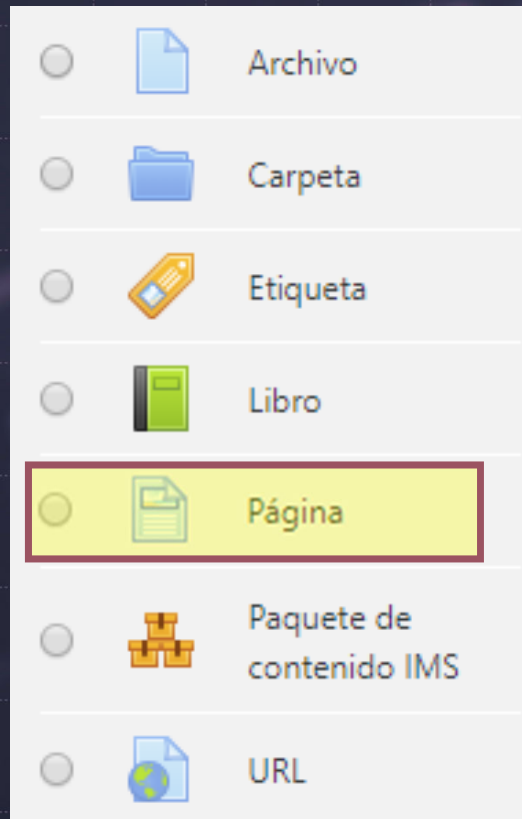 Archivo
Carpeta
Etiqueta
Libro
Página
Paquete de
contenido IMS
URL